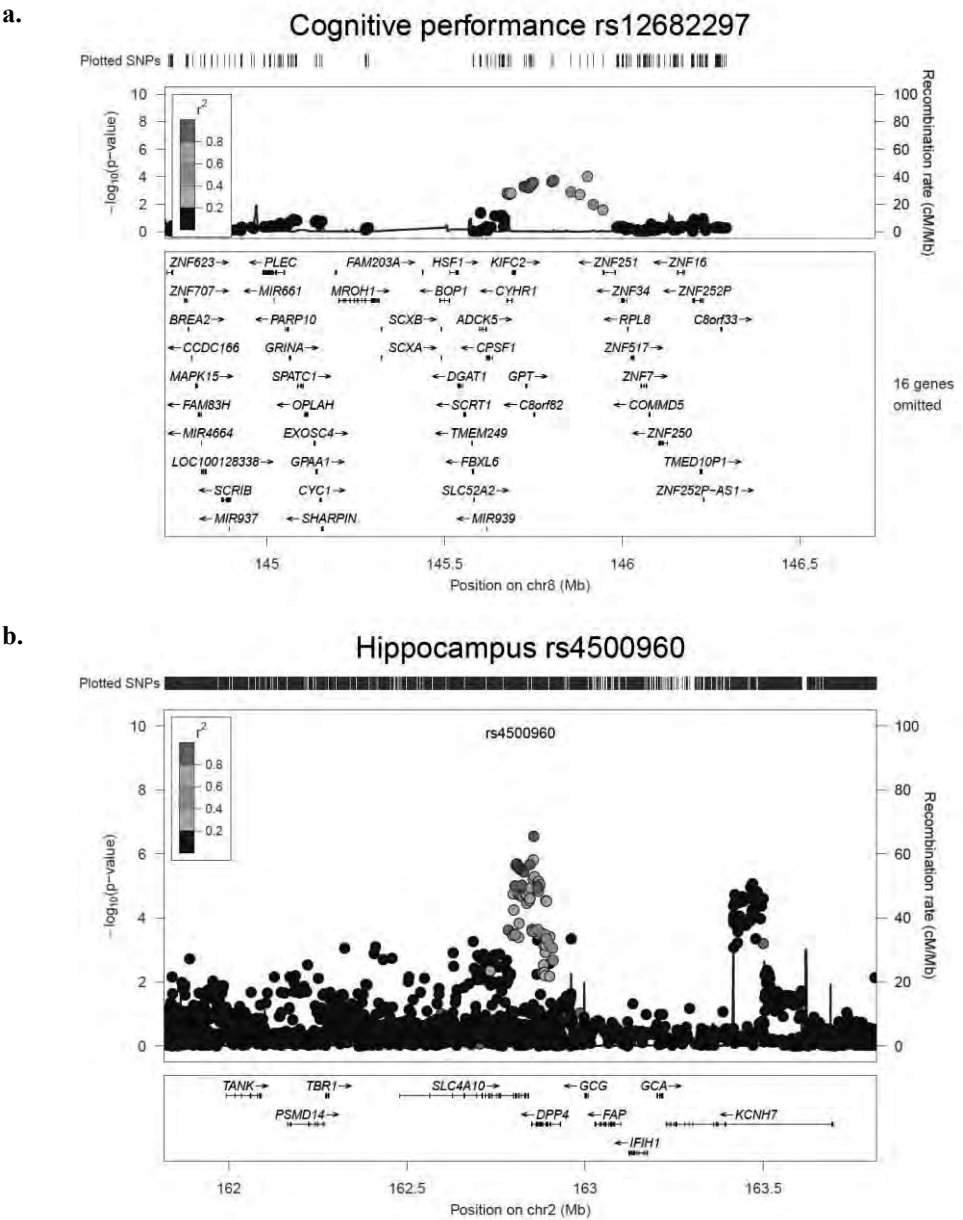 a.
Cognitive performance rs12682297
Plotted SNPs
10
8
6
4
2
0
−log10(p−value)
r2
0.8
0.6
0.4
0.2
100
80
60
40
20
0
Recombination rate (cM/Mb)
ZNF623→ ←PLEC FAM203A→ HSF1→ KIFC2→ ←ZNF251 ←ZNF16
ZNF707→ ←MIR661 MROH1→ ←BOP1 ←CYHR1 ←ZNF34 ←ZNF252P
BREA2→ ←PARP10 SCXB→ ADCK5→ ←RPL8 C8orf33→
←CCDC166 GRINA→ SCXA→ ←CPSF1 ZNF517→
MAPK15→ SPATC1→ ←DGAT1 GPT→ ZNF7→
←FAM83H ←OPLAH ←SCRT1 ←C8orf82 ←COMMD5
←MIR4664 EXOSC4→ ←TMEM249 ←ZNF250
LOC100128338→ GPAA1→ ←FBXL6 TMED10P1→
←SCRIB CYC1→ SLC52A2→ ZNF252P−AS1→
←MIR937 ←SHARPIN ←MIR939
16 genes
omitted
145 145.5 146 146.5
Position on chr8 (Mb)
b.
Hippocampus rs4500960
Plotted SNPs
10
8
6
4
2
0
−log10(p−value)
r2
0.8
0.6
0.4
0.2
rs4500960
100
80
60
40
20
0
Recombination rate (cM/Mb)
TANK→ TBR1→ SLC4A10→ ←GCG GCA→
PSMD14→ ←DPP4 ←FAP ←KCNH7
←IFIH1
162 162.5 163 163.5
Position on chr2 (Mb)